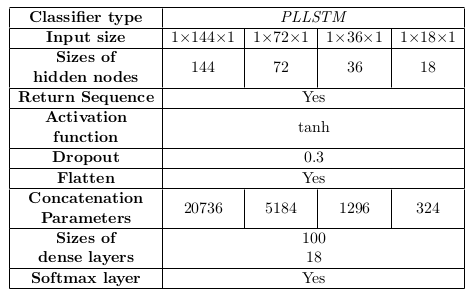 Classifier type PLLSTM
Input size 1×144×1 1×72×1 1×36×1 1×18×1
Sizes of
hidden nodes 144 72 36 18
Return Sequence Yes
Activation
function tanh
Dropout 0.3
Flatten Yes
Concatenation
Parameters 20736 5184 1296 324
Sizes of 100
dense layers 18
Softmax layer Yes